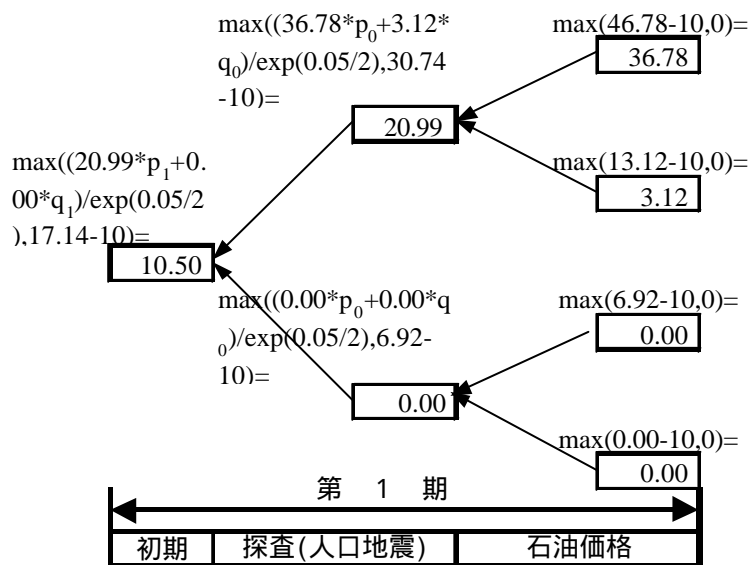 max((36.78*p0+3.12*
q0)/exp(0.05/2),30.74
-10)=
20.99
max(46.78-10,0)=
36.78
max(13.12-10,0)=
3.12
max((20.99*p1+0.
00*q1)/exp(0.05/2
),17.14-10)=
10.50
max((0.00*p0+0.00*q
0)/exp(0.05/2),6.92-
10)=
0.00
max(6.92-10,0)=
0.00
max(0.00-10,0)=
0.00
第 1 期
初期 探査(人口地震) 石油価格